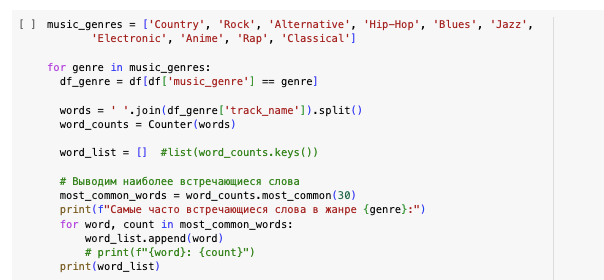 [ ] music_genres = ['Country', 'Rock', 'Alternative', 'Hip-Hop', 'Blues', 'Jazz',
'Electronic', 'Anime', 'Rap', 'Classical']
for genre in music_genres:
df_genre = df[df['music_genre'] == genre]
words = ' '.join(df_genre['track_name']).split()
word_counts = Counter(words)
word_list = [] #list(word_counts.keys())
# Выводим наиболее встречающиеся слова
most_common_words = word_counts.most_common(30)
print(f"Самые часто встречающиеся слова в жанре {genre}:")
for word, count in most_common_words:
word_list.append(word)
# print(f"{word}: {count}")
print(word_list)